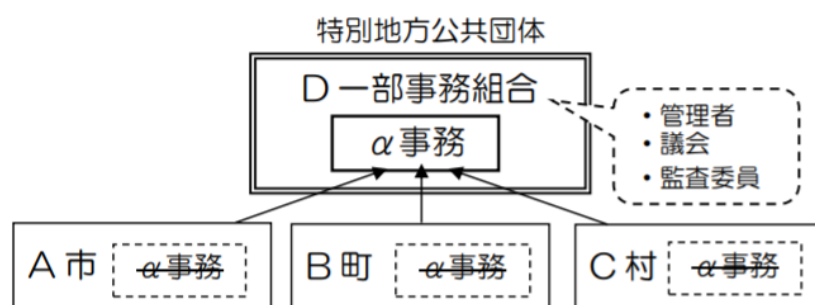 特別地方公共団体
D一部事務組合
α事務
・管理者
・議会
・監査委員
A市 α事務
B町 α事務
C村 α事務